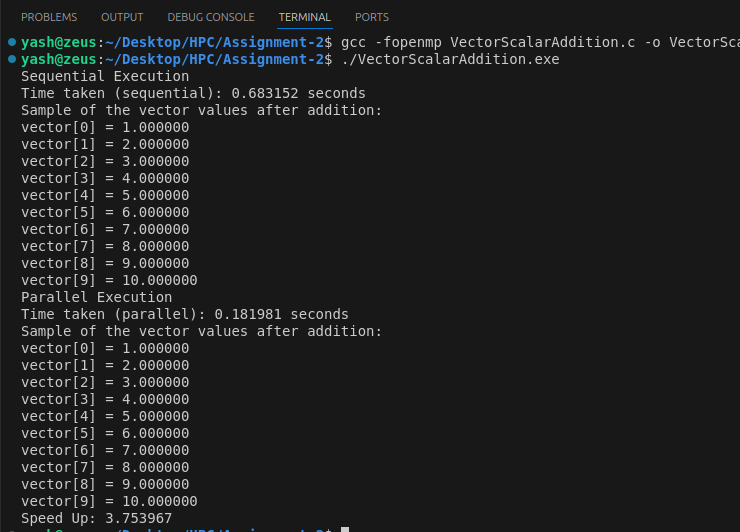 PROBLEMS OUTPUT DEBUG CONSOLE TERMINAL PORTS
yash@zeus:~/Desktop/HPC/Assignment-2$ gcc -fopenmp VectorScalarAddition.c -o VectorSca
yash@zeus:~/Desktop/HPC/Assignment-2$ ./VectorScalarAddition.exe
Sequential Execution
Time taken (sequential): 0.683152 seconds
Sample of the vector values after addition:
vector[0] = 1.000000
vector[1] = 2.000000
vector[2] = 3.000000
vector[3] = 4.000000
vector[4] = 5.000000
vector[5] = 6.000000
vector[6] = 7.000000
vector[7] = 8.000000
vector[8] = 9.000000
vector[9] = 10.000000
Parallel Execution
Time taken (parallel): 0.181981 seconds
Sample of the vector values after addition:
vector[0] = 1.000000
vector[1] = 2.000000
vector[2] = 3.000000
vector[3] = 4.000000
vector[4] = 5.000000
vector[5] = 6.000000
vector[6] = 7.000000
vector[7] = 8.000000
vector[8] = 9.000000
vector[9] = 10.000000
Speed Up: 3.753967
yash@zeus:~/Desktop/HPC/Assignment-2$